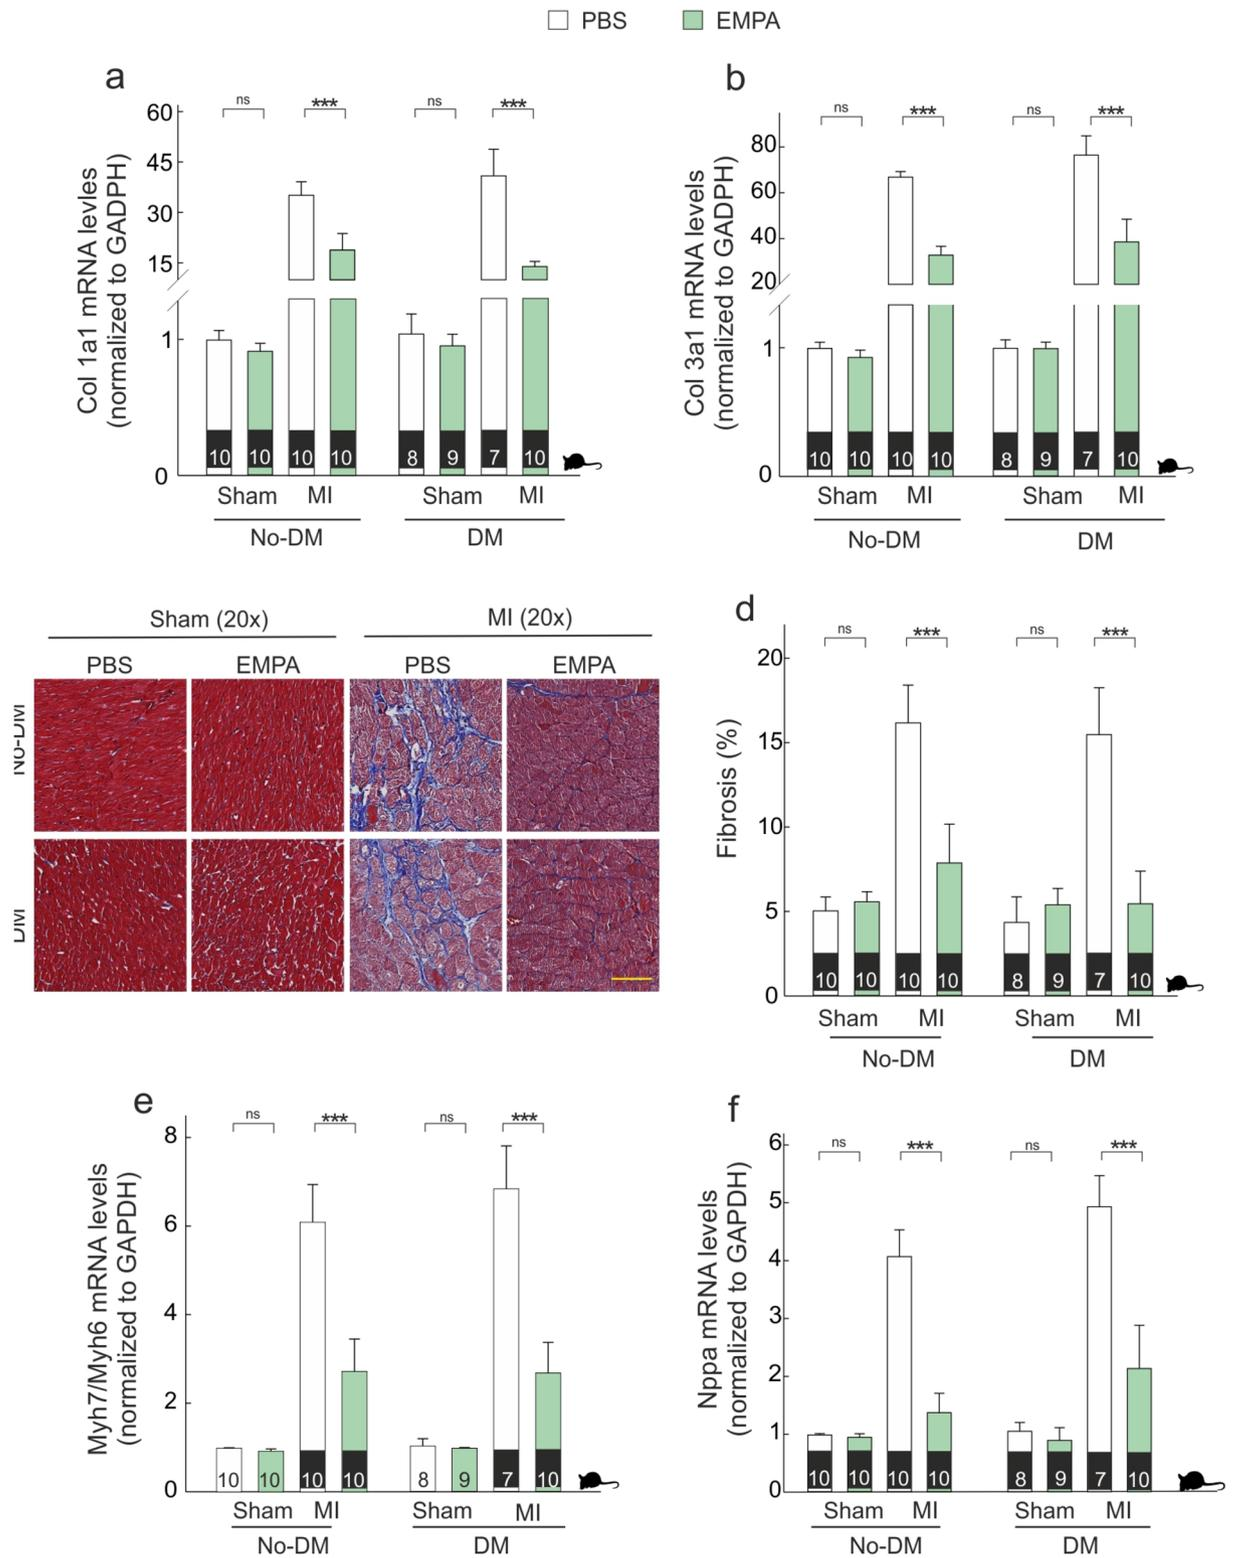 PBS EMPA
a
Col 1a1 mRNA levles
(normalized to GADPH)
60
45
30
15
1
0
ns *** ns ***
10 10 10 10 8 9 7 10
Sham MI Sham MI
No-DM DM
b
Col 3a1 mRNA levels
(normalized to GADPH)
80
60
40
20
1
0
ns *** ns ***
10 10 10 10 8 9 7 10
Sham MI Sham MI
No-DM DM
Sham (20x) MI (20x)
PBS EMPA PBS EMPA
No-DM
DM
d
Fibrosis (%)
20
15
10
5
0
ns *** ns ***
10 10 10 10 8 9 7 10
Sham MI Sham MI
No-DM DM
e
Myh7/Myh6 mRNA levels
(normalized to GAPDH)
8
6
4
2
0
ns *** ns ***
10 10 10 10 8 9 7 10
Sham MI Sham MI
No-DM DM
f
Nppa mRNA levels
(normalized to GAPDH)
6
5
4
3
2
1
0
ns *** ns ***
10 10 10 10 8 9 7 10
Sham MI Sham MI
No-DM DM